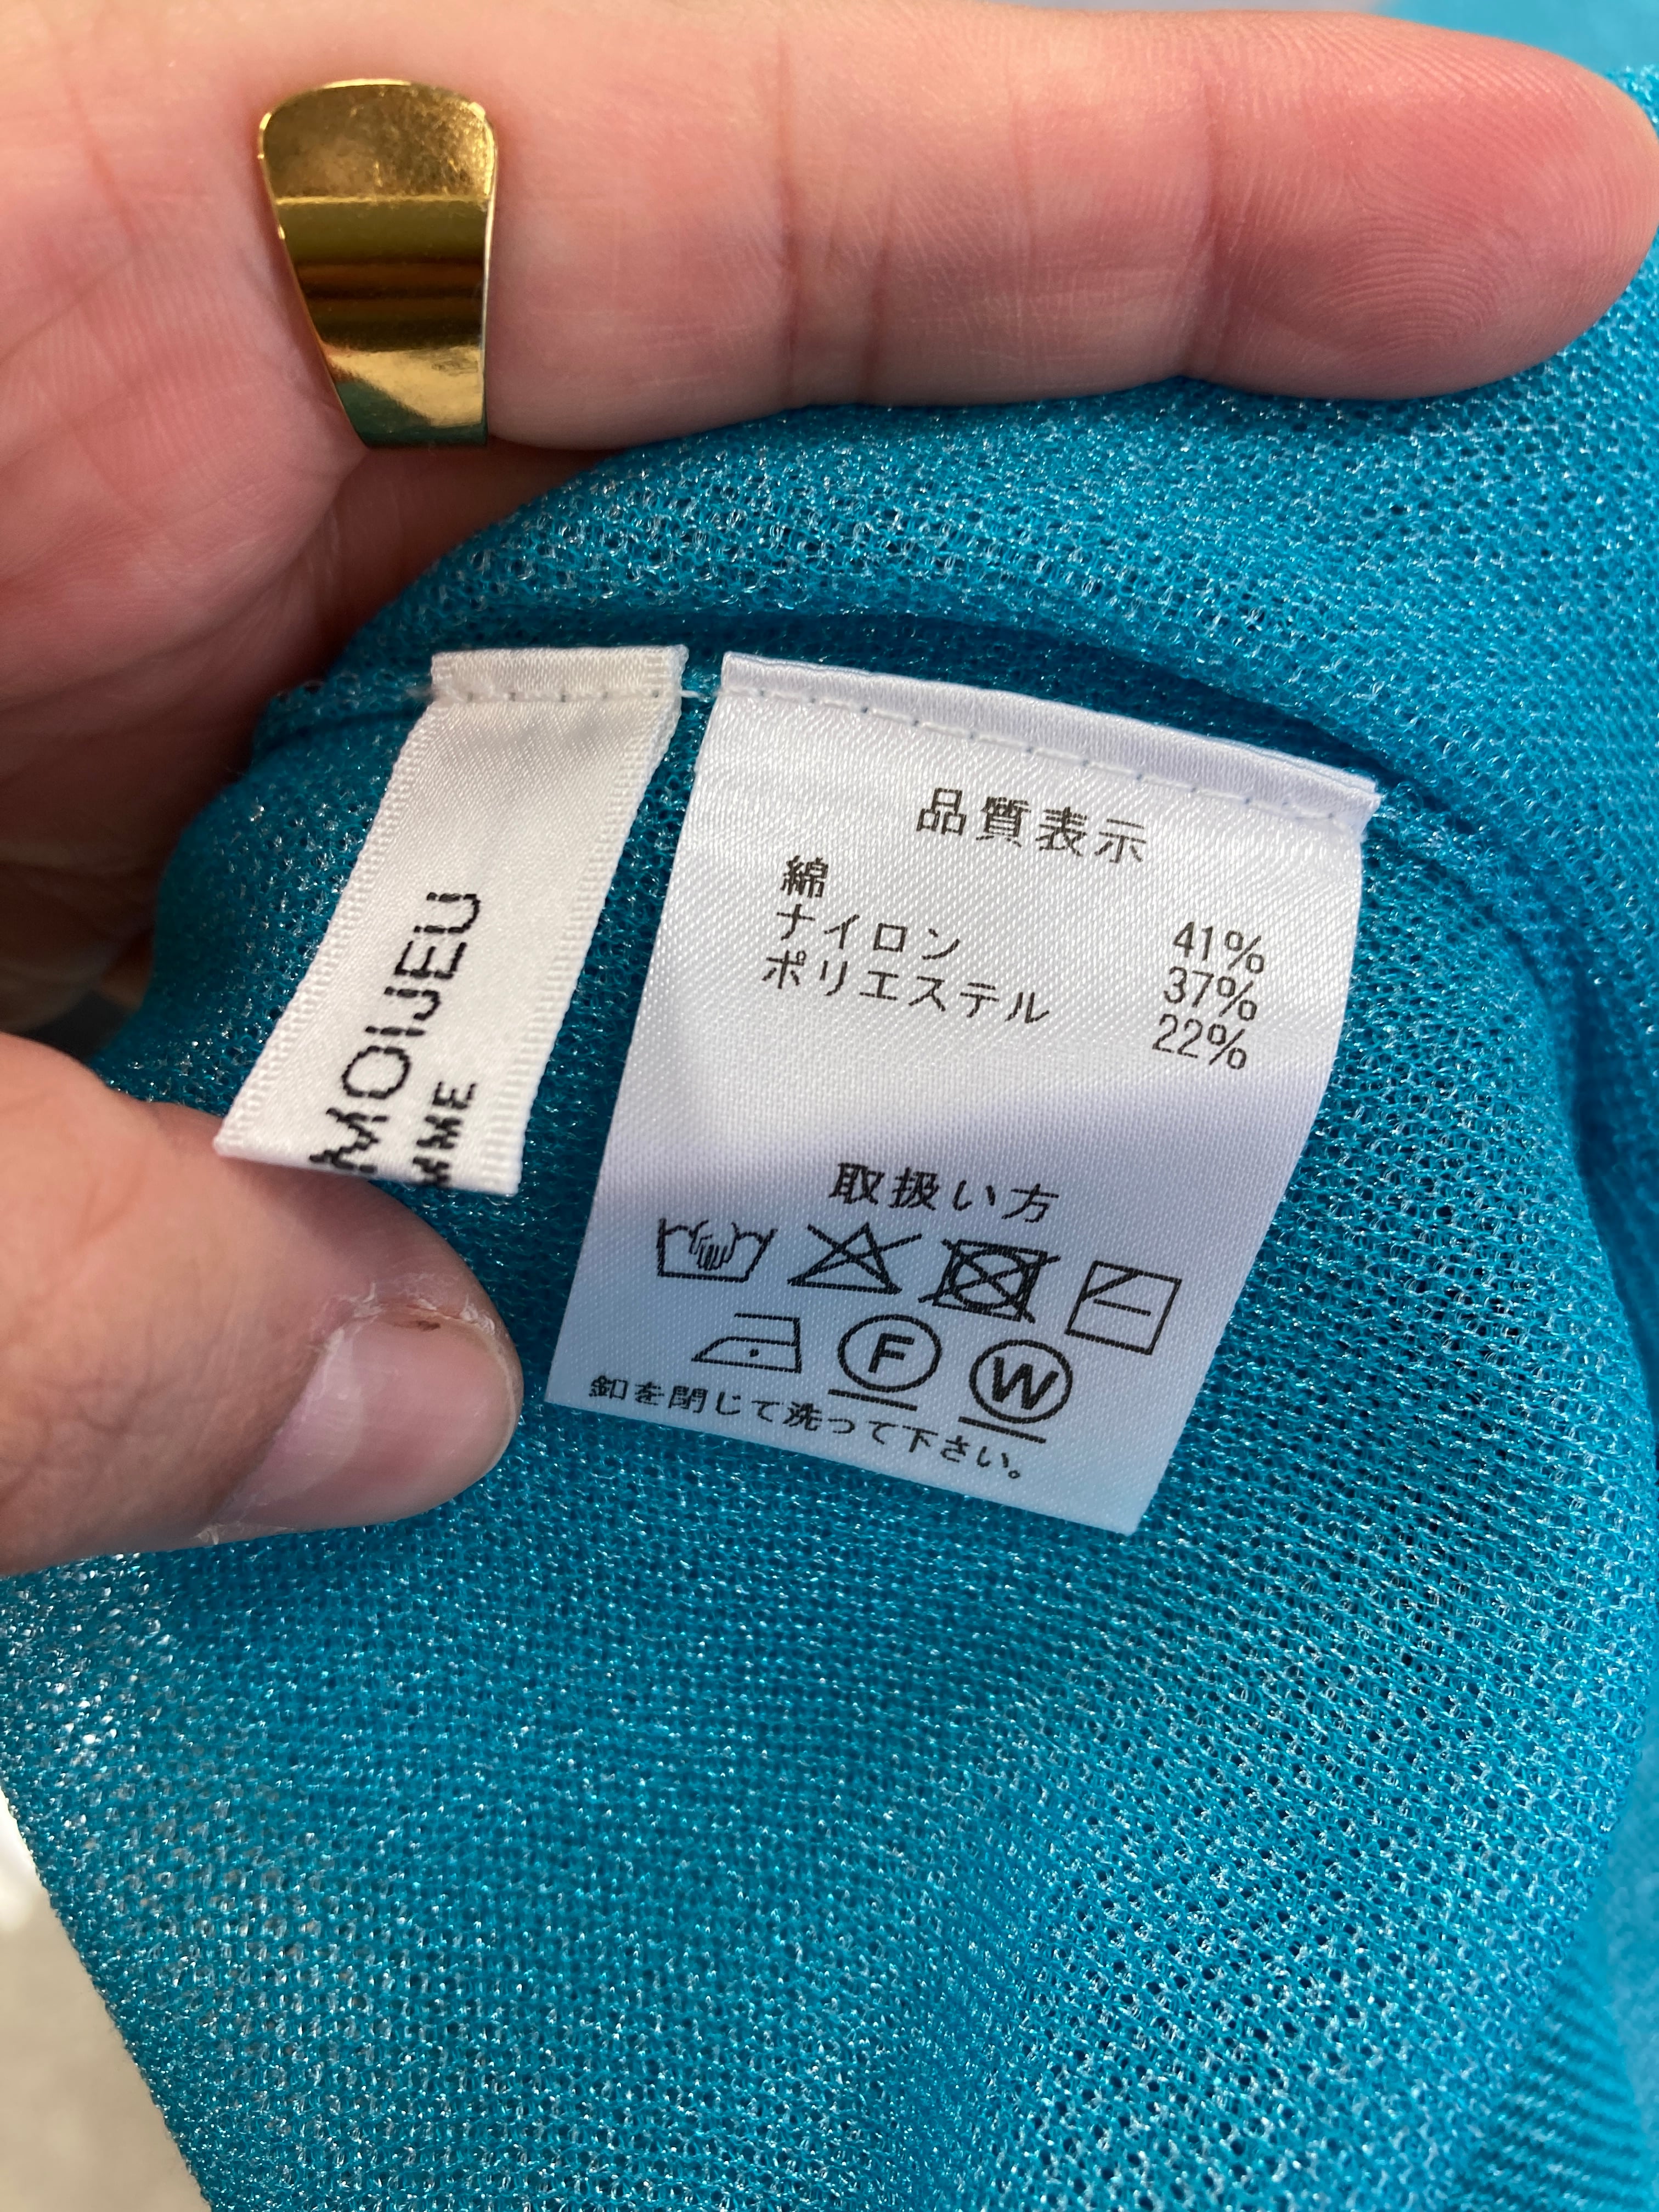 MOIJEU
MME
品質表示
綿 41%
ナイロン 37%
ポリエステル 22%
取扱い方
F W
釦を閉じて洗って下さい。